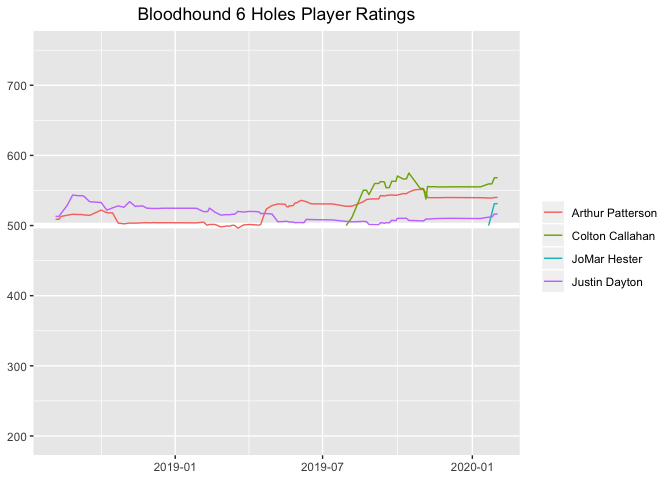 Bloodhound 6 Holes Player Ratings
700
600
500
400
300
200
2019-01
2019-07
2020-01
Arthur Patterson
Colton Callahan
JoMar Hester
Justin Dayton